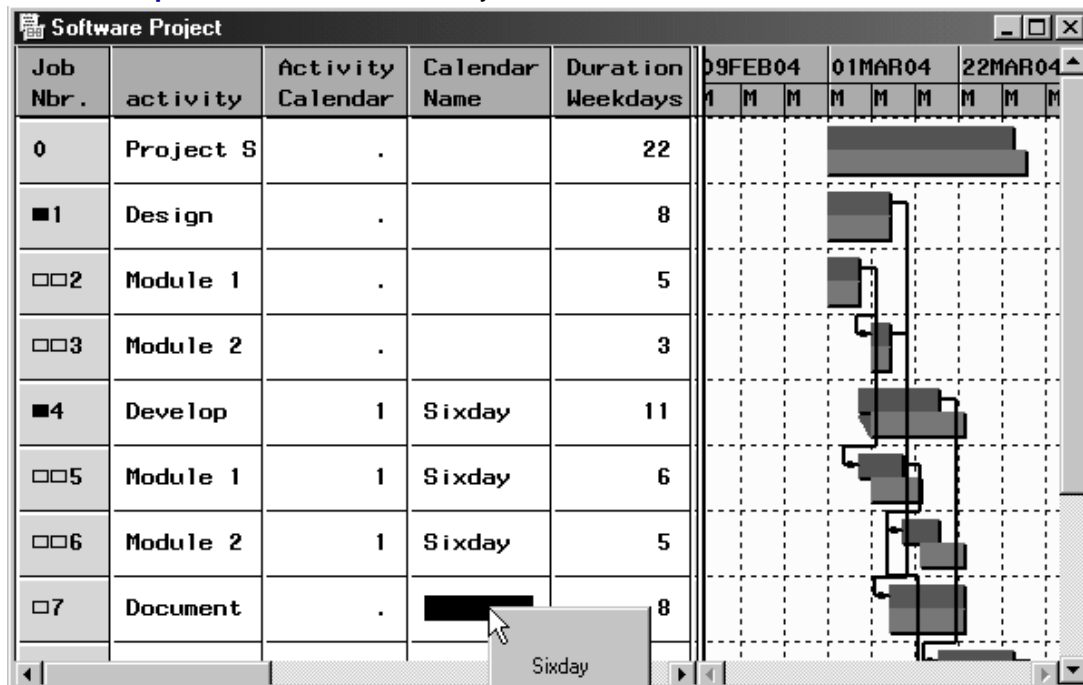 Software Project
Job Nbr. activity Activity Calendar Calendar Name Duration Weekdays 09FEB04 01MAR04 22MAR04
M M M M M M M M
0 Project S . 22
1 Design . 8
2 Module 1 . 5
3 Module 2 . 3
4 Develop 1 Sixday 11
5 Module 1 1 Sixday 6
6 Module 2 1 Sixday 5
7 Document . 8
Sixday